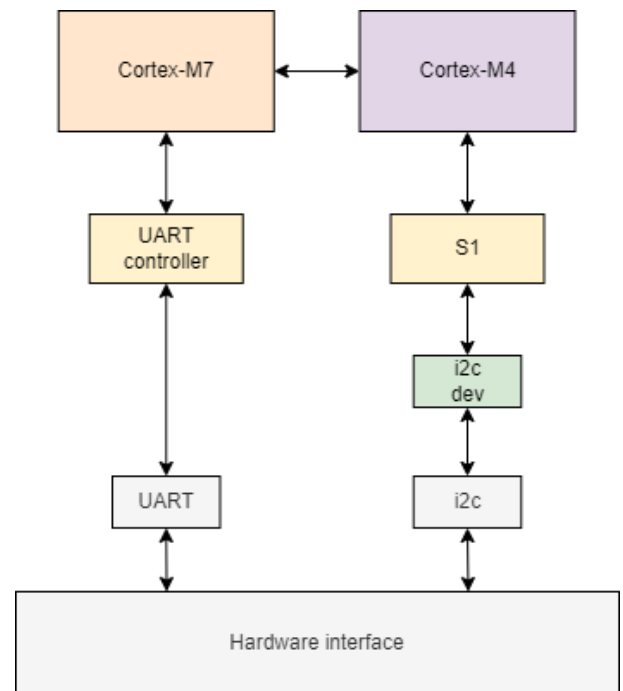 Cortex-M7
Cortex-M4
UART
controller
S1
i2c
dev
UART
i2c
Hardware interface